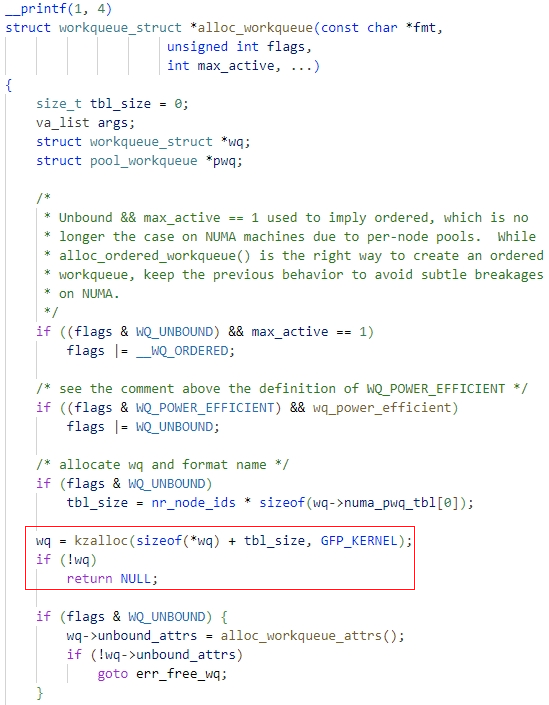 __printf(1, 4)
struct workqueue_struct *alloc_workqueue(const char *fmt,
unsigned int flags,
int max_active, ...)
{
size_t tbl_size = 0;
va_list args;
struct workqueue_struct *wq;
struct pool_workqueue *pwq;
/*
* Unbound && max_active == 1 used to imply ordered, which is no
* longer the case on NUMA machines due to per-node pools.  While
* alloc_ordered_workqueue() is the right way to create an ordered
* workqueue, keep the previous behavior to avoid subtle breakages
* on NUMA.
*/
if ((flags & WQ_UNBOUND) && max_active == 1)
flags |= __WQ_ORDERED;
/* see the comment above the definition of WQ_POWER_EFFICIENT */
if ((flags & WQ_POWER_EFFICIENT) && wq_power_efficient)
flags |= WQ_UNBOUND;
/* allocate wq and format name */
if (flags & WQ_UNBOUND)
tbl_size = nr_node_ids * sizeof(wq->numa_pwq_tbl[0]);
wq = kzalloc(sizeof(*wq) + tbl_size, GFP_KERNEL);
if (!wq)
return NULL;
if (flags & WQ_UNBOUND) {
wq->unbound_attrs = alloc_workqueue_attrs();
if (!wq->unbound_attrs)
goto err_free_wq;
}